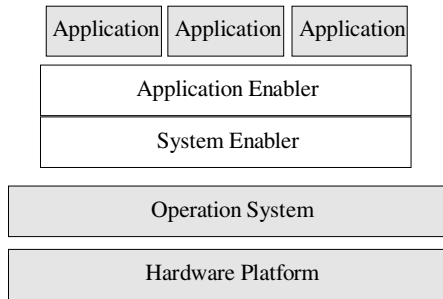 Application Application Application
Application Enabler
System Enabler
Operation System
Hardware Platform